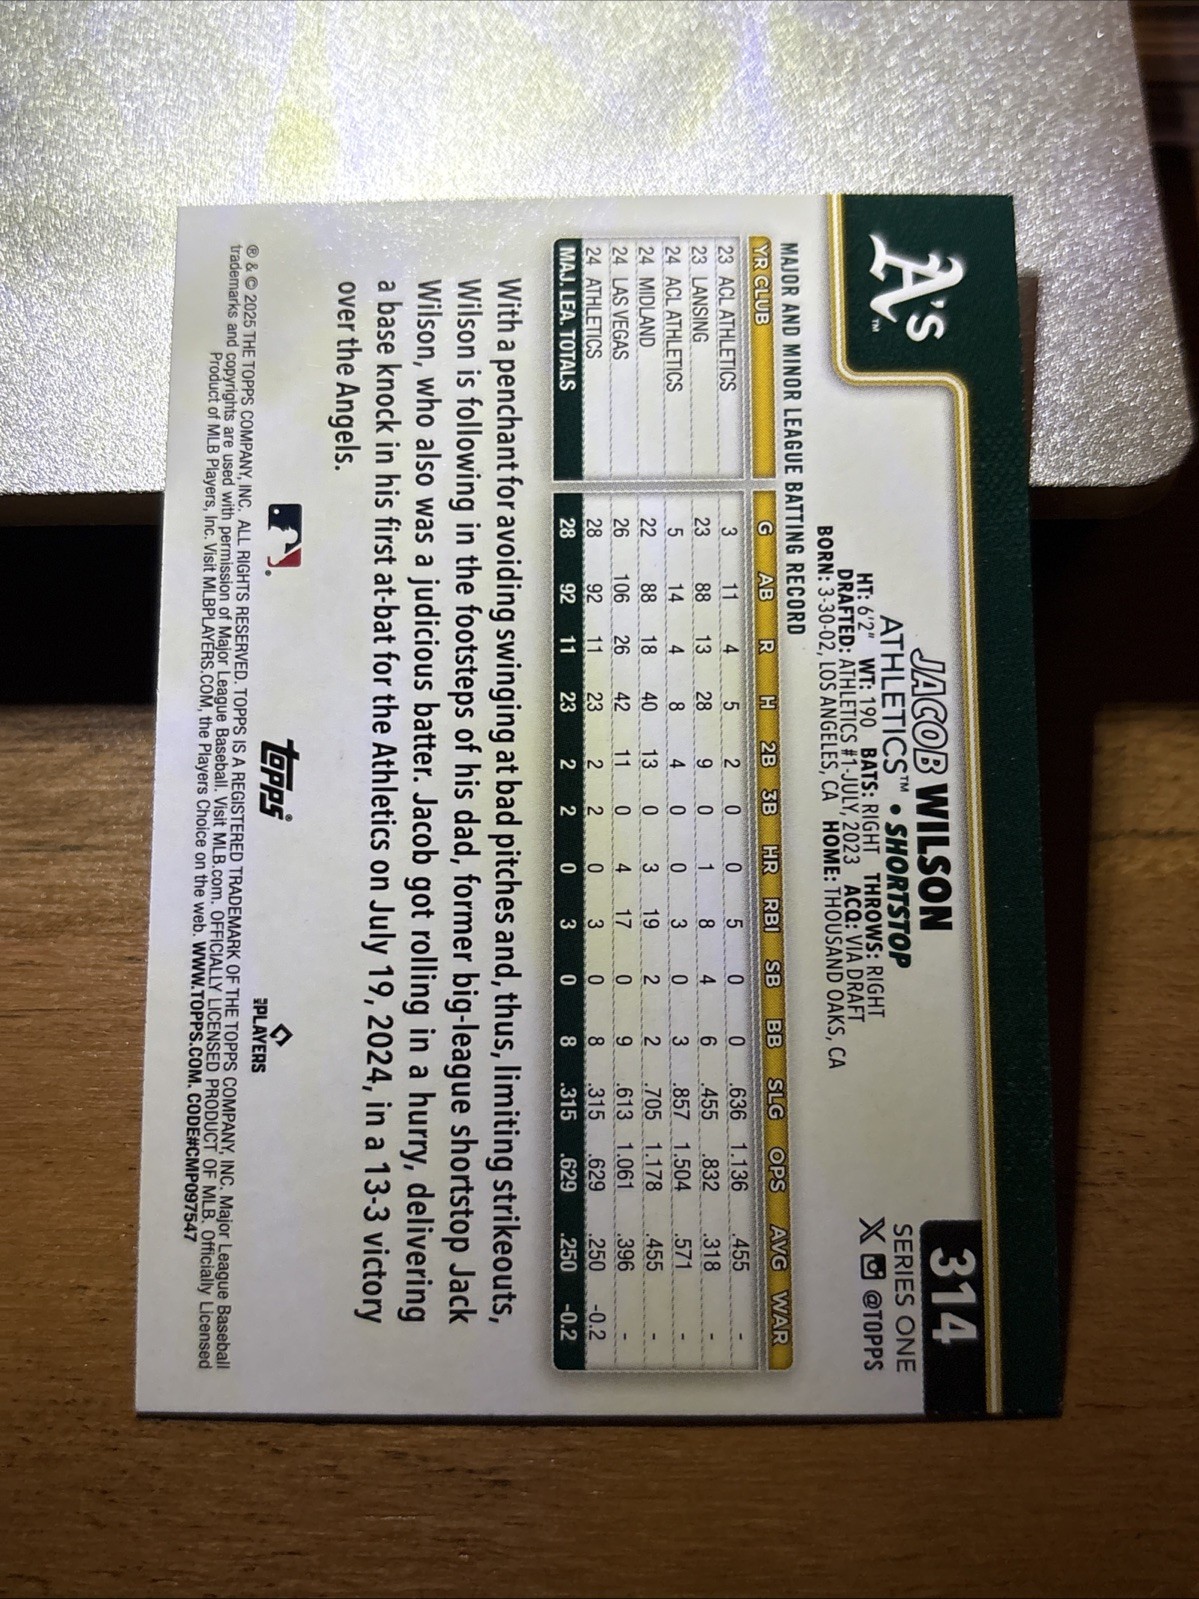 A's™
314
SERIES ONE
X @TOPPS
JACOB WILSON
ATHLETICS™ • SHORTSTOP
HT: 6'2" WT: 190 BATS: RIGHT THROWS: RIGHT
DRAFTED: ATHLETICS #1-JULY, 2023 ACQ: VIA DRAFT
BORN: 3-30-02, LOS ANGELES, CA HOME: THOUSAND OAKS, CA
MAJOR AND MINOR LEAGUE BATTING RECORD
YR CLUB G AB R H 2B 3B HR RBI SB BB SLG OPS AVG WAR
23 ACL ATHLETICS 3 11 4 5 2 0 0 5 0 0 .636 1.136 .455 -
23 LANSING 23 88 13 28 9 0 1 8 4 6 .455 .832 .318 -
24 ACL ATHLETICS 5 14 4 8 4 0 0 3 0 3 .857 1.504 .571 -
24 MIDLAND 22 88 18 40 13 0 3 19 2 2 .705 1.178 .455 -
24 LAS VEGAS 26 106 26 42 11 0 4 17 0 9 .613 1.061 .396 -
24 ATHLETICS 28 92 11 23 2 2 0 3 0 8 .315 .629 .250 -0.2
MAJ. LEA. TOTALS 28 92 11 23 2 2 0 3 0 8 .315 .629 .250 -0.2
With a penchant for avoiding swinging at bad pitches and, thus, limiting strikeouts,
Wilson is following in the footsteps of his dad, former big-league shortstop Jack
Wilson, who also was a judicious batter. Jacob got rolling in a hurry, delivering
a base knock in his first at-bat for the Athletics on July 19, 2024, in a 13-3 victory
over the Angels.
topps®
PLAYERS
® & © 2025 THE TOPPS COMPANY, INC. ALL RIGHTS RESERVED. TOPPS IS A REGISTERED TRADEMARK OF THE TOPPS COMPANY, INC. Major League Baseball
trademarks and copyrights are used with permission of Major League Baseball. Visit MLB.com. OFFICIALLY LICENSED PRODUCT OF MLB. Officially Licensed
Product of MLB Players, Inc. Visit MLBPLAYERS.COM, the Players Choice on the web. WWW.TOPPS.COM. CODE#CMP097547